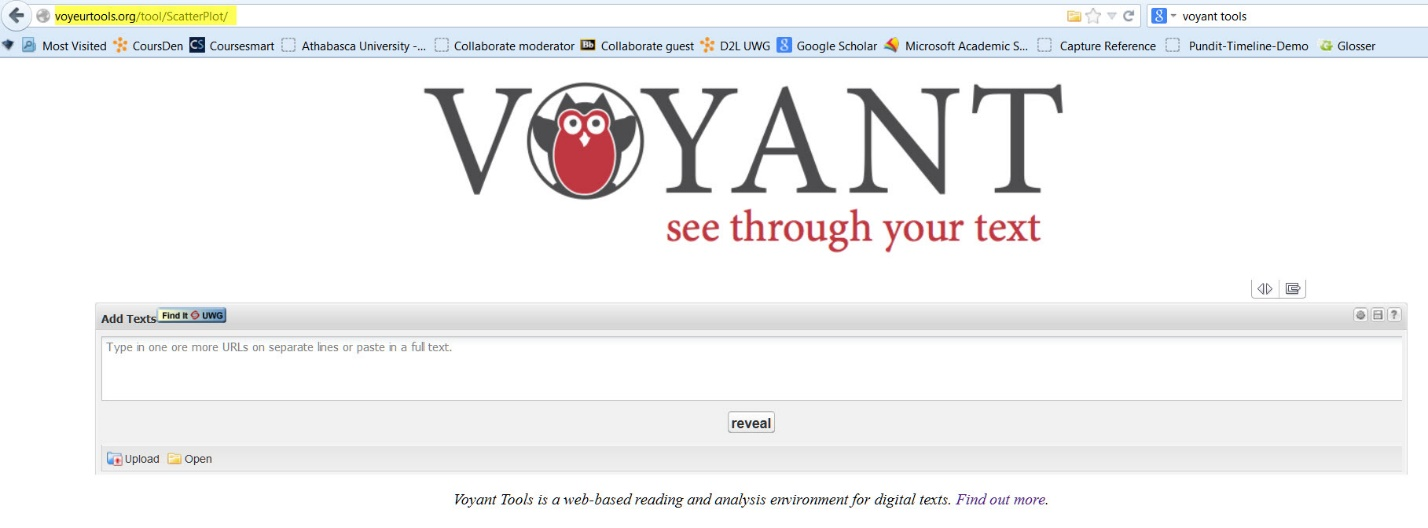 voyeurtools.org/tool/ScatterPlot/ voyant tools
Most Visited CoursDen CS Coursesmart Athabasca University -... Collaborate moderator Bb Collaborate guest D2L UWG 8 Google Scholar Microsoft Academic S... Capture Reference Pundit-Timeline-Demo Glosser
VOYANT
see through your text
Add Texts Find It UWG
Type in one ore more URLs on separate lines or paste in a full text.
reveal
Upload Open
Voyant Tools is a web-based reading and analysis environment for digital texts. Find out more.